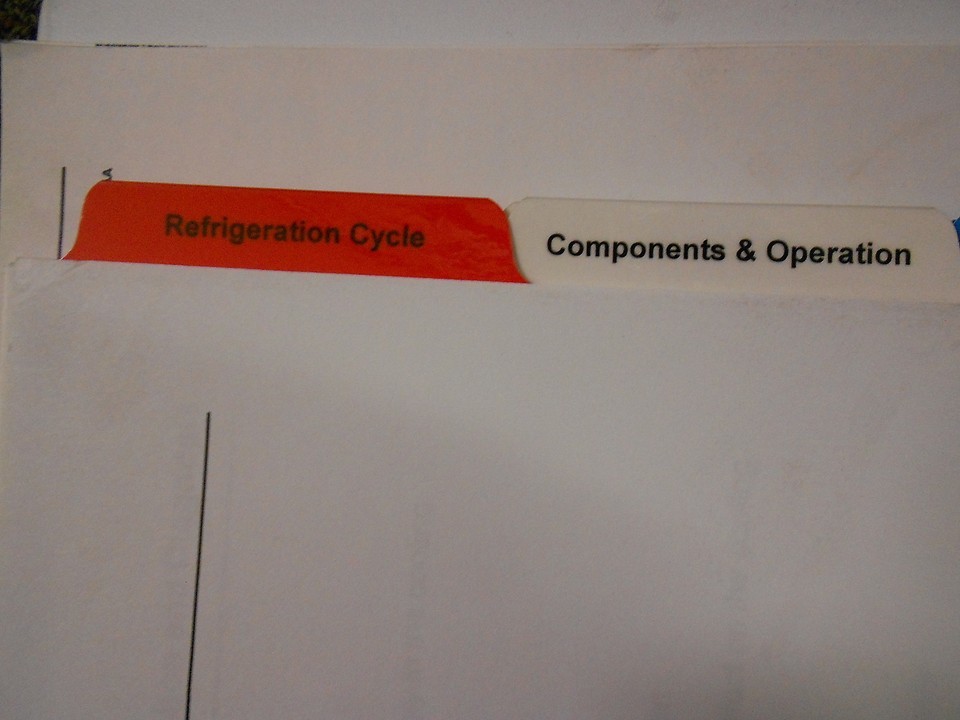 Refrigeration Cycle
Components & Operation